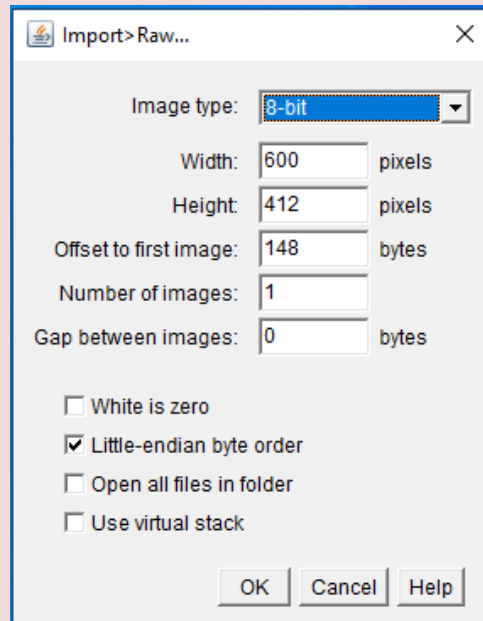 Import>Raw...
Image type: 8-bit
Width: 600 pixels
Height: 412 pixels
Offset to first image: 148 bytes
Number of images: 1
Gap between images: 0 bytes
White is zero
Little-endian byte order
Open all files in folder
Use virtual stack
OK Cancel Help